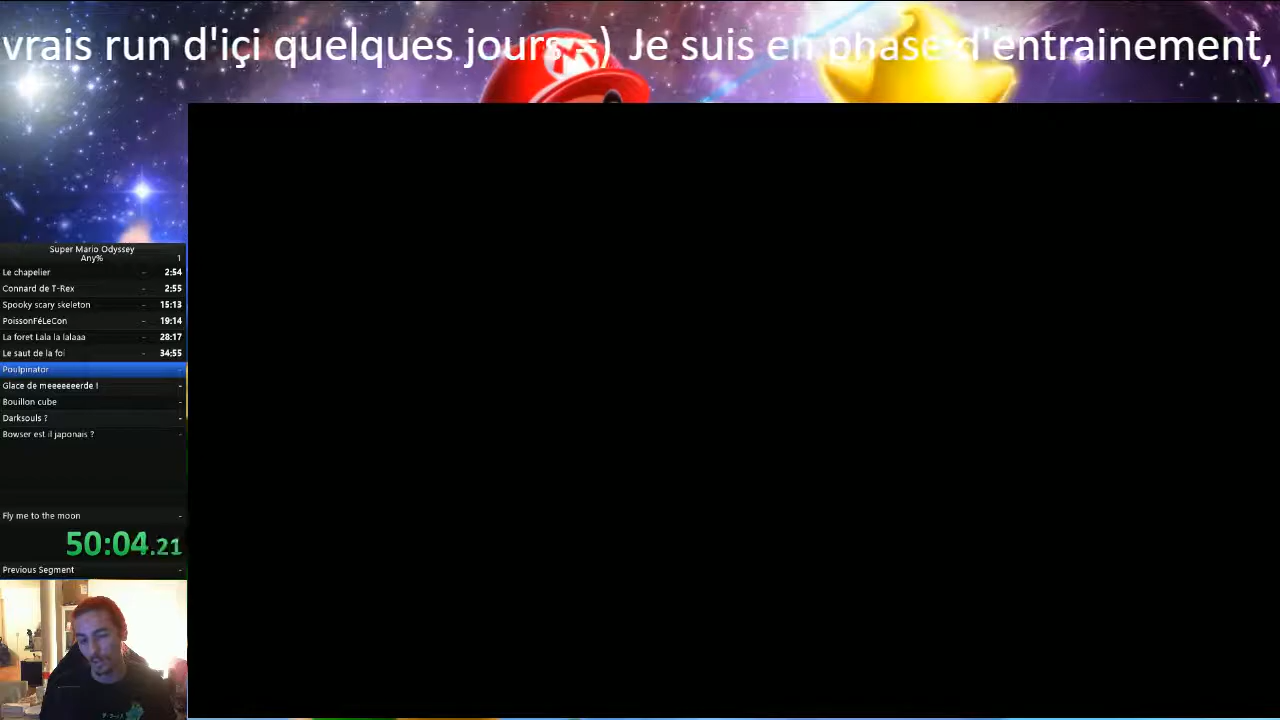 vrais run d'içi quelques jours =) Je suis en phase d'entrainement,
Super Mario Odyssey
Any% 1
Le chapelier - 2:54
Connard de T-Rex - 2:55
Spooky scary skeleton - 15:13
PoissonFéLeCon - 19:14
La foret Lala la lalaaa - 28:17
Le saut de la foi - 34:55
Poulpinator -
Glace de meeeeeeerde ! -
Bouillon cube -
Darksouls ? -
Bowser est il japonais ? -
Fly me to the moon -
50:04.21
Previous Segment -